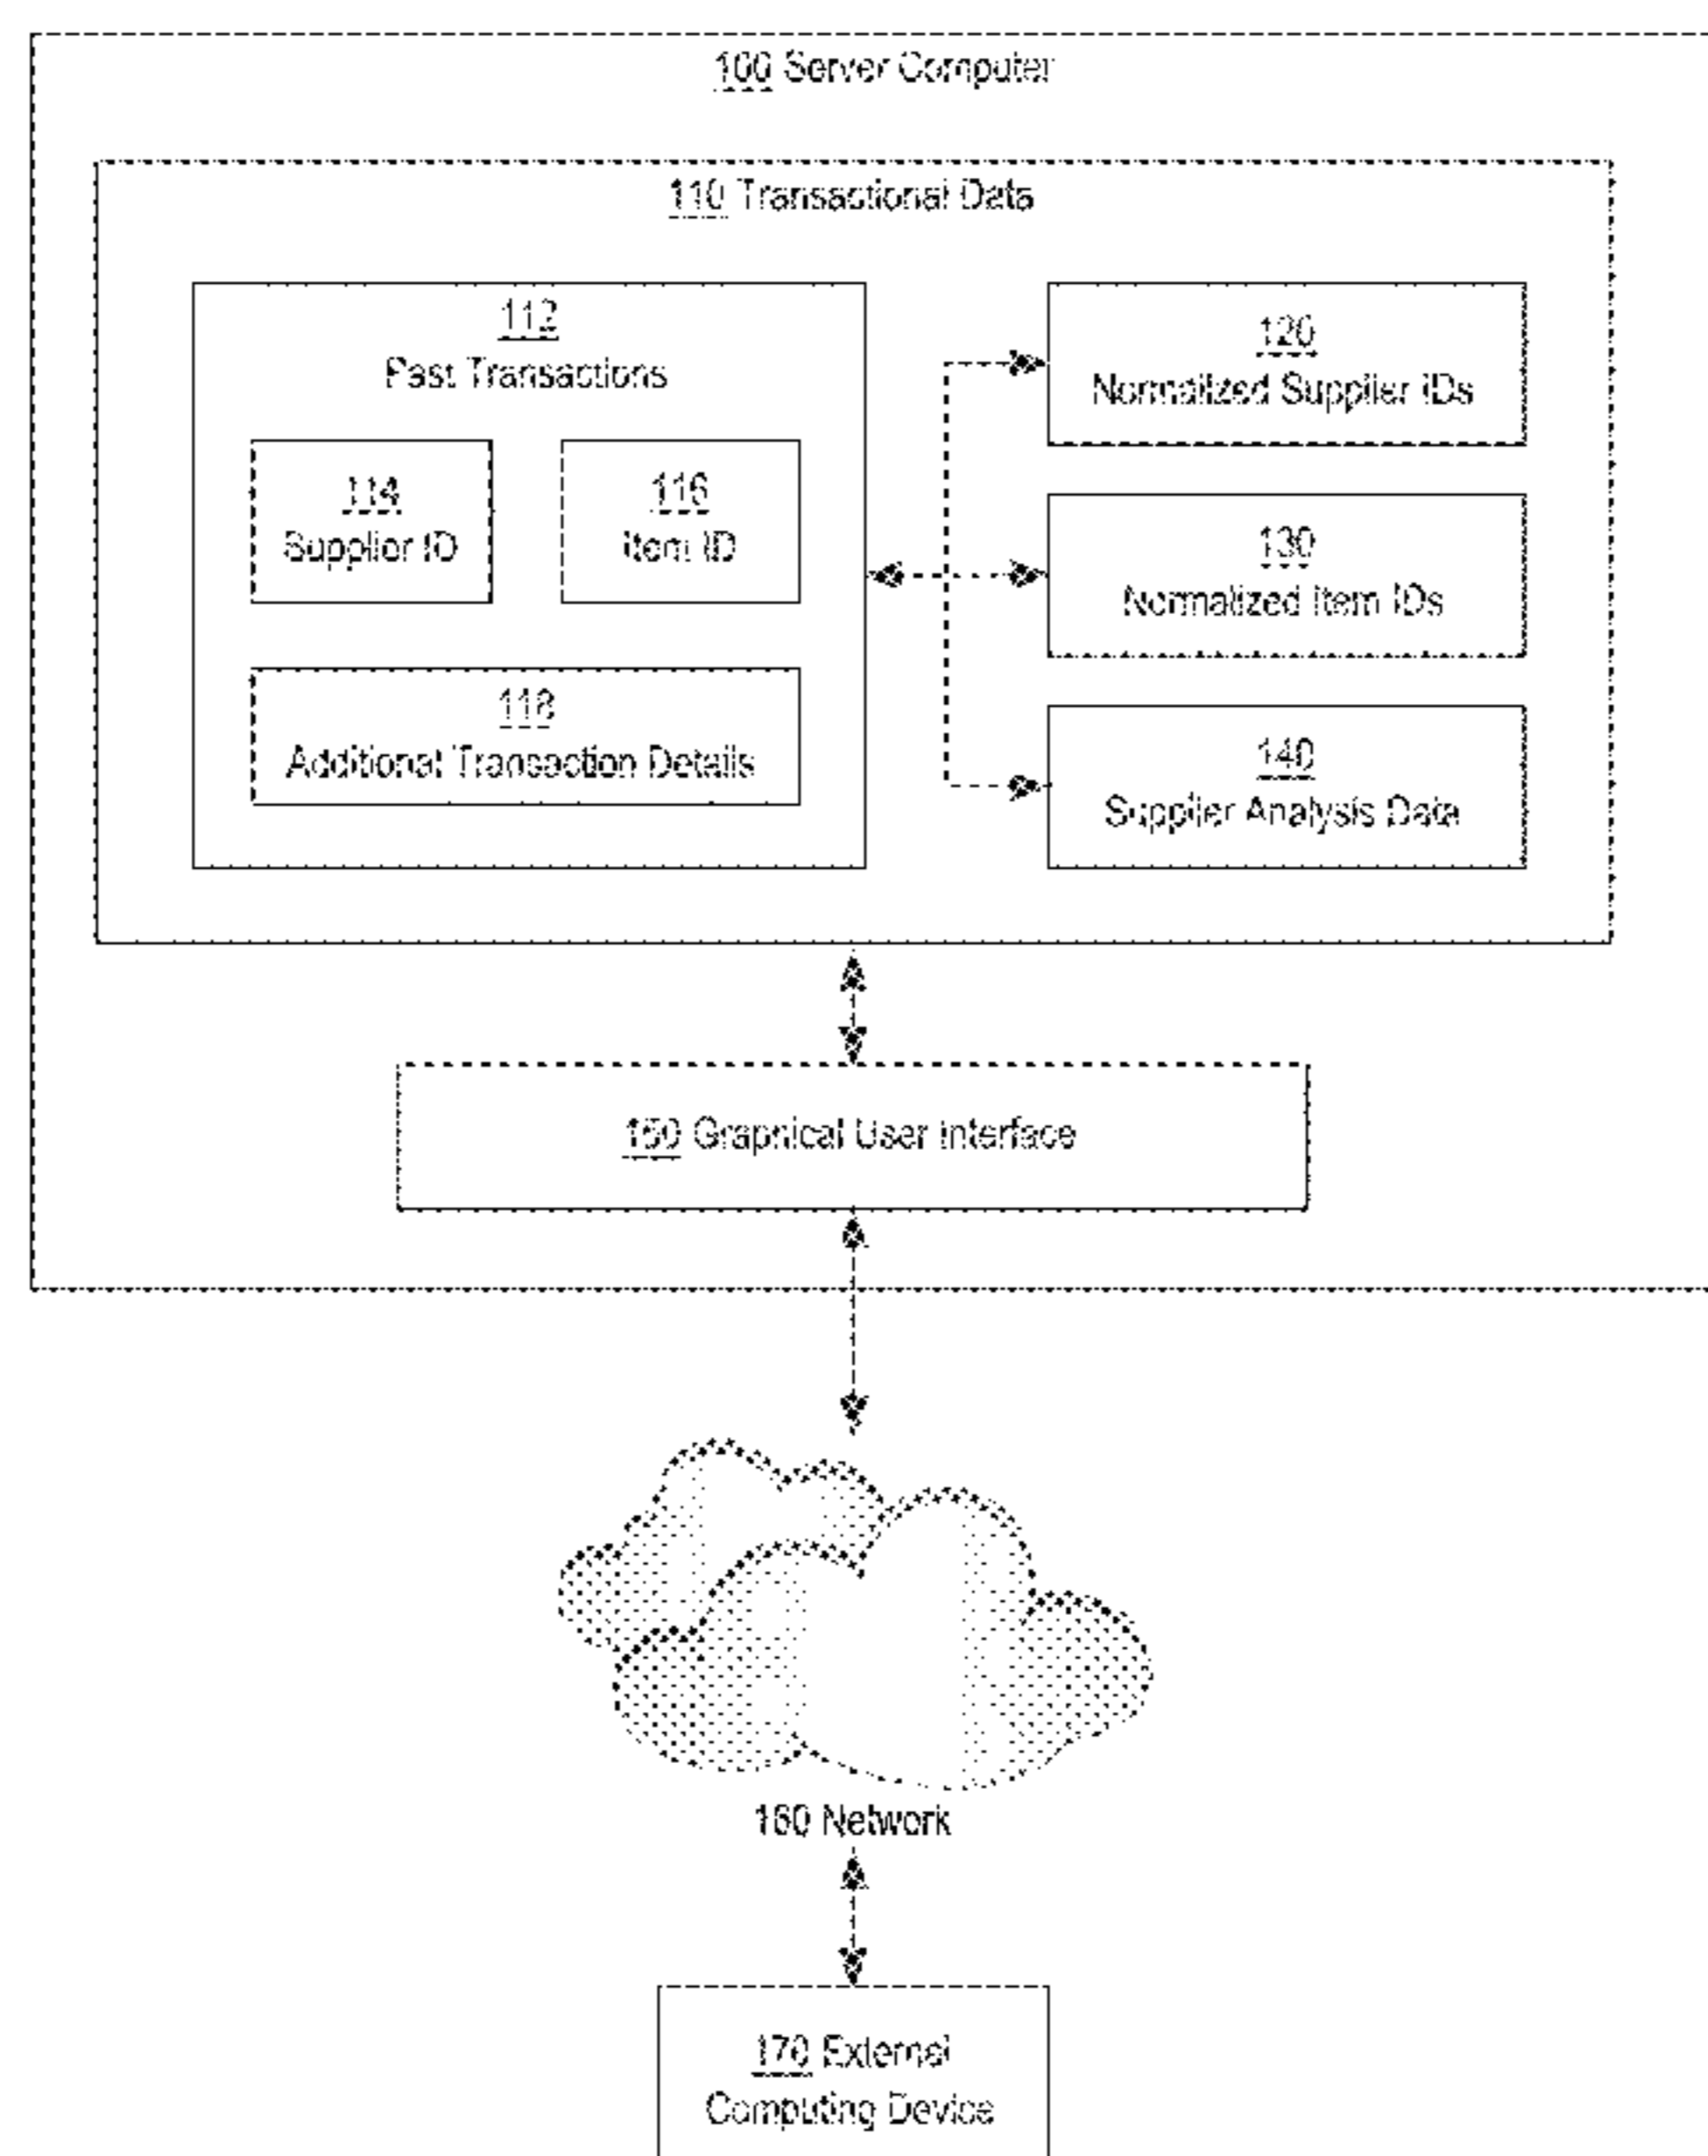 100 Server Computer
110 Transactional Data
112
Past Transactions
114
Supplier ID
116
Item ID
118
Additional Transaction Details
120
Normalized Supplier IDs
130
Normalized Item IDs
140
Supplier Analysis Data
150 Graphical User Interface
160 Network
170 External
Computing Device